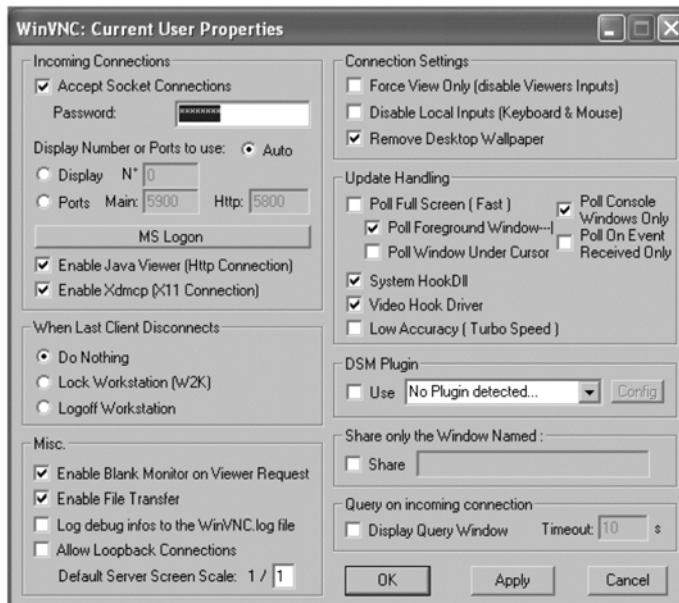 WinVNC: Current User Properties
Incoming Connections
Accept Socket Connections
Password: ********
Display Number or Ports to use: Auto
Display N° 0
Ports Main: 5900 Http: 5800
MS Logon
Enable Java Viewer (Http Connection)
Enable Xdmcp (X11 Connection)
When Last Client Disconnects
Do Nothing
Lock Workstation (W2K)
Logoff Workstation
Misc.
Enable Blank Monitor on Viewer Request
Enable File Transfer
Log debug infos to the WinVNC.log file
Allow Loopback Connections
Default Server Screen Scale: 1 / 1
Connection Settings
Force View Only (disable Viewers Inputs)
Disable Local Inputs (Keyboard & Mouse)
Remove Desktop Wallpaper
Update Handling
Poll Full Screen ( Fast )
Poll Foreground Window---|
Poll Window Under Cursor
Poll Console
Windows Only
Poll On Event
Received Only
System HookDll
Video Hook Driver
Low Accuracy ( Turbo Speed )
DSM Plugin
Use No Plugin detected... Config
Share only the Window Named :
Share
Query on incoming connection
Display Query Window Timeout: 10 s
OK Apply Cancel